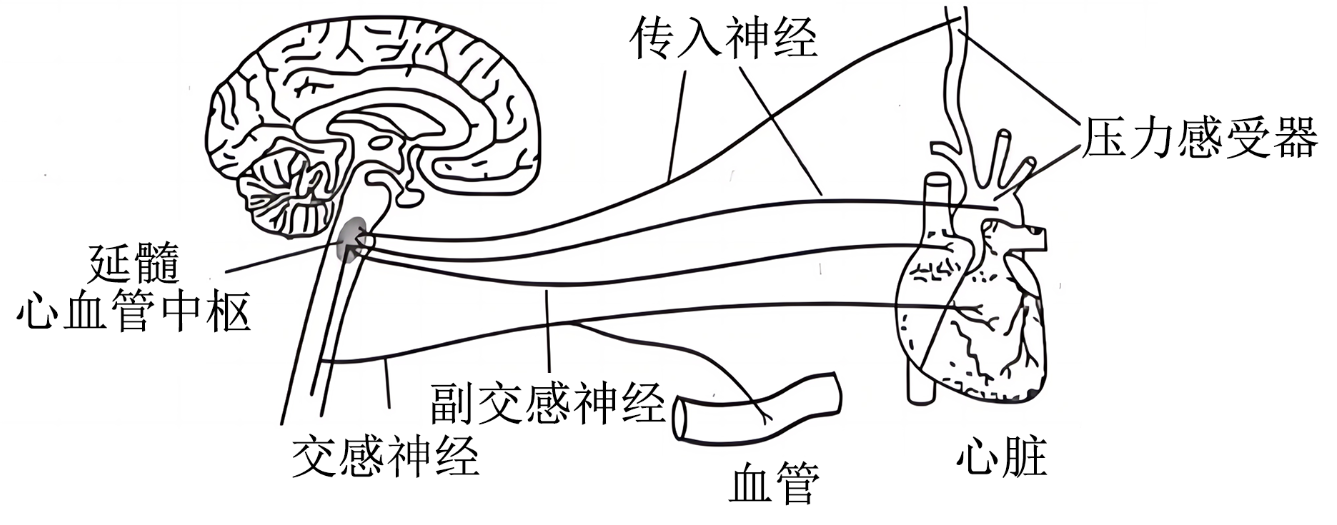 传入神经
压力感受器
延髓
心血管中枢
副交感神经
交感神经
血管
心脏